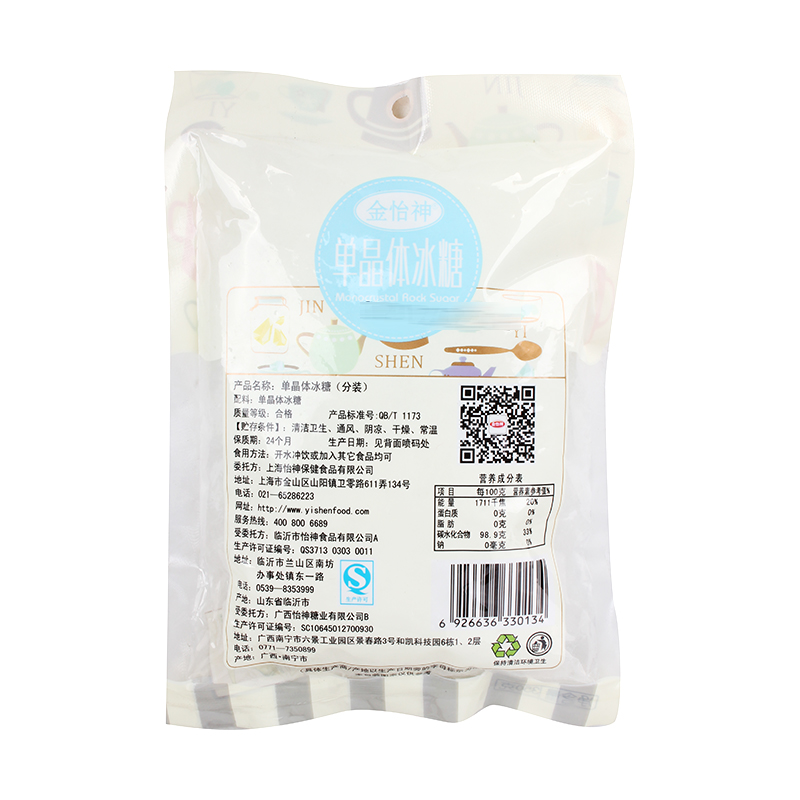 JIN
YI
金怡神
单晶体冰糖
JIN
YI
SHEN
产品名称：单晶体冰糖（分装）
配料：单晶体冰糖
质量等级：合格 产品标准号:QB/T 1173
【贮存条件】：清洁卫生、通风、阴凉、干燥、常温
保质期：24个月 生产日期：见背面喷码处
食用方法：开水冲饮或加入其它食品均可
委托方：上海怡神保健食品有限公司
地址：上海市金山区山阳镇卫零路611弄134号
电话：021—65286223
网址：http://www.yishenfood.com
服务热线：400 800 6689
受委托方：临沂市怡神食品有限公司A
生产许可证编号：QS3713 0303 0011
地址：临沂市兰山区南坊
办事处镇东一路
电话：0539—8353999
产地：山东省临沂市
受委托方：广西怡神糖业有限公司B
生产许可证编号：SC10645012700930
地址：广西南宁市六景工业园区景春路3号和凯科技园6栋1、2层
电话：0771—7350899
产地：广西·南宁市
金怡神
营养成分表
项目 每100克 营养素参考值%
能量 1711千焦 20%
蛋白质 0克 0%
脂肪 0克 0%
碳水化合物 98.9克 33%
钠 0毫克 0%
生产许可
6 926636 330134
保持清洁环境卫生